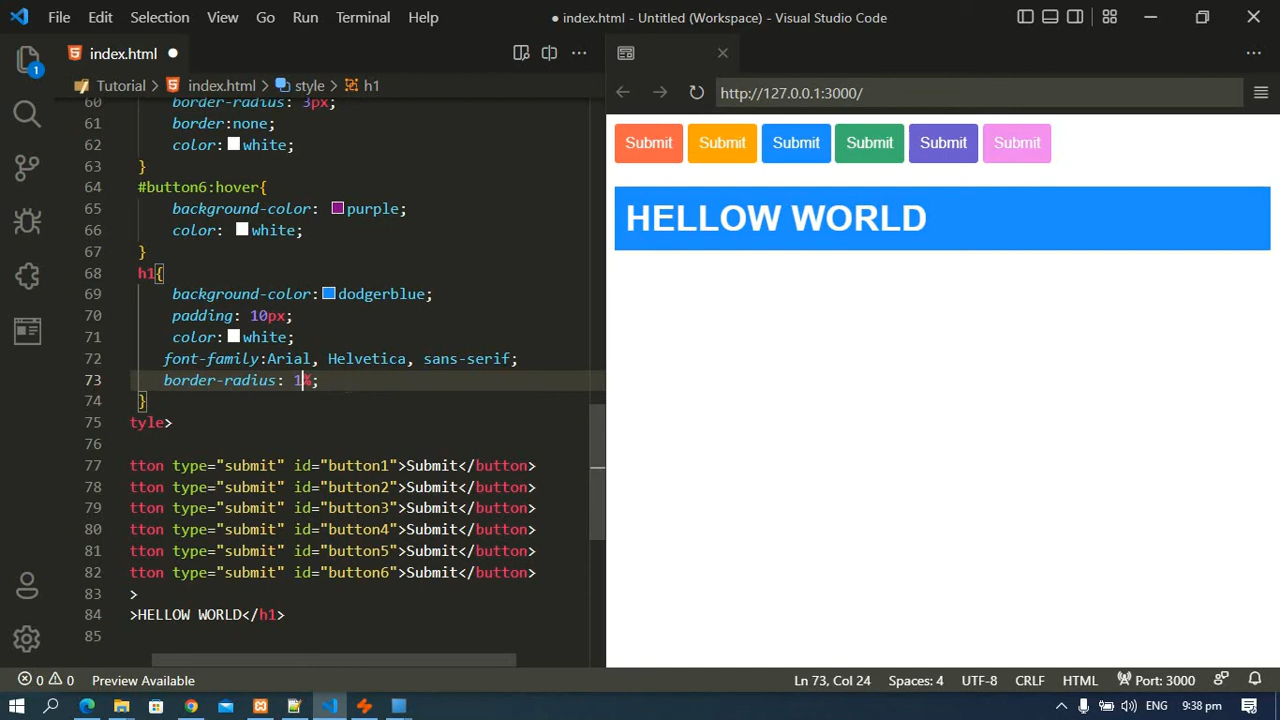 File Edit Selection View Go Run Terminal Help
● index.html - Untitled (Workspace) - Visual Studio Code
index.html ●
Tutorial > index.html > style > h1
60 border-radius: 3px;
61 border:none;
62 color: white;
63 }
64 #button6:hover{
65 background-color: purple;
66 color: white;
67 }
68 h1{
69 background-color: dodgerblue;
70 padding: 10px;
71 color: white;
72 font-family:Arial, Helvetica, sans-serif;
73 border-radius: 1%;
74 }
75 tyle>
76
77 tton type="submit" id="button1">Submit</button>
78 tton type="submit" id="button2">Submit</button>
79 tton type="submit" id="button3">Submit</button>
80 tton type="submit" id="button4">Submit</button>
81 tton type="submit" id="button5">Submit</button>
82 tton type="submit" id="button6">Submit</button>
83 >
84 >HELLOW WORLD</h1>
85
http://127.0.0.1:3000/
Submit Submit Submit Submit Submit Submit
HELLOW WORLD
1
0 0 Preview Available Ln 73, Col 24 Spaces: 4 UTF-8 CRLF HTML Port: 3000
ENG 9:38 pm